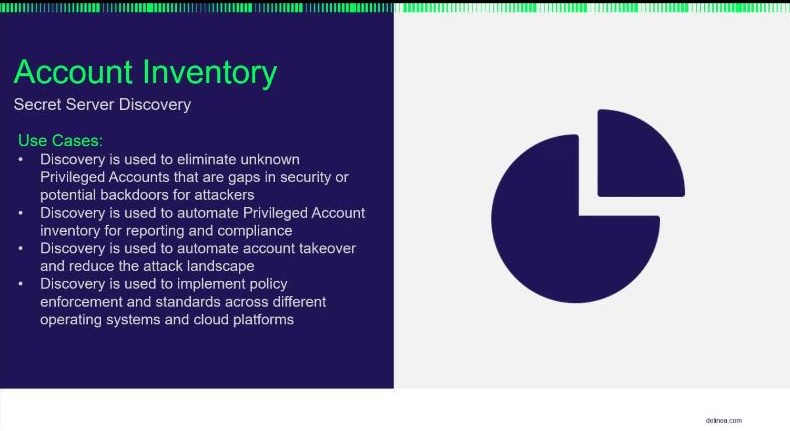 Account Inventory
Secret Server Discovery
Use Cases:
• Discovery is used to eliminate unknown
Privileged Accounts that are gaps in security or
potential backdoors for attackers
• Discovery is used to automate Privileged Account
inventory for reporting and compliance
• Discovery is used to automate account takeover
and reduce the attack landscape
• Discovery is used to implement policy
enforcement and standards across different
operating systems and cloud platforms
delinea.com